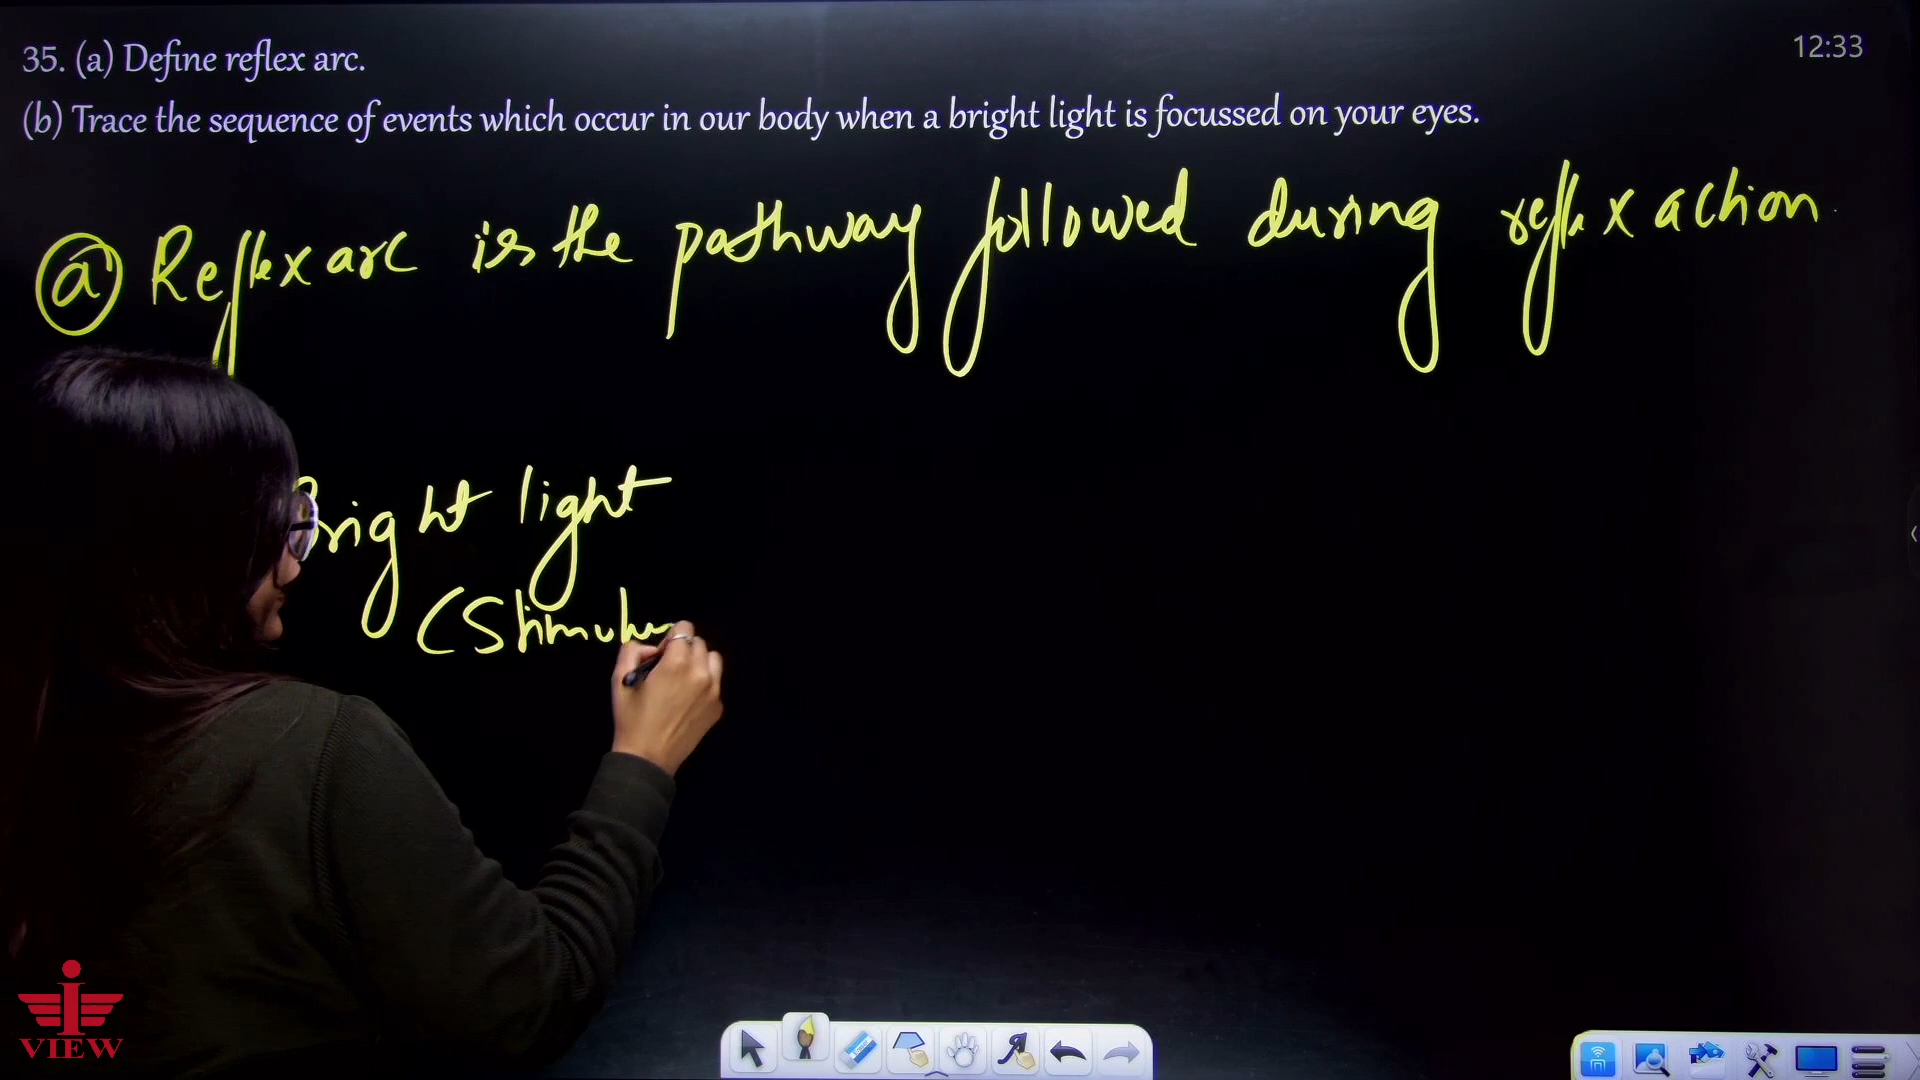 35. (a) Define reflex arc.
12:33
(b) Trace the sequence of events which occur in our body when a bright light is focussed on your eyes.
(a) Reflex arc is the pathway followed during reflex action
Bright light
(Stimulu
VIEW